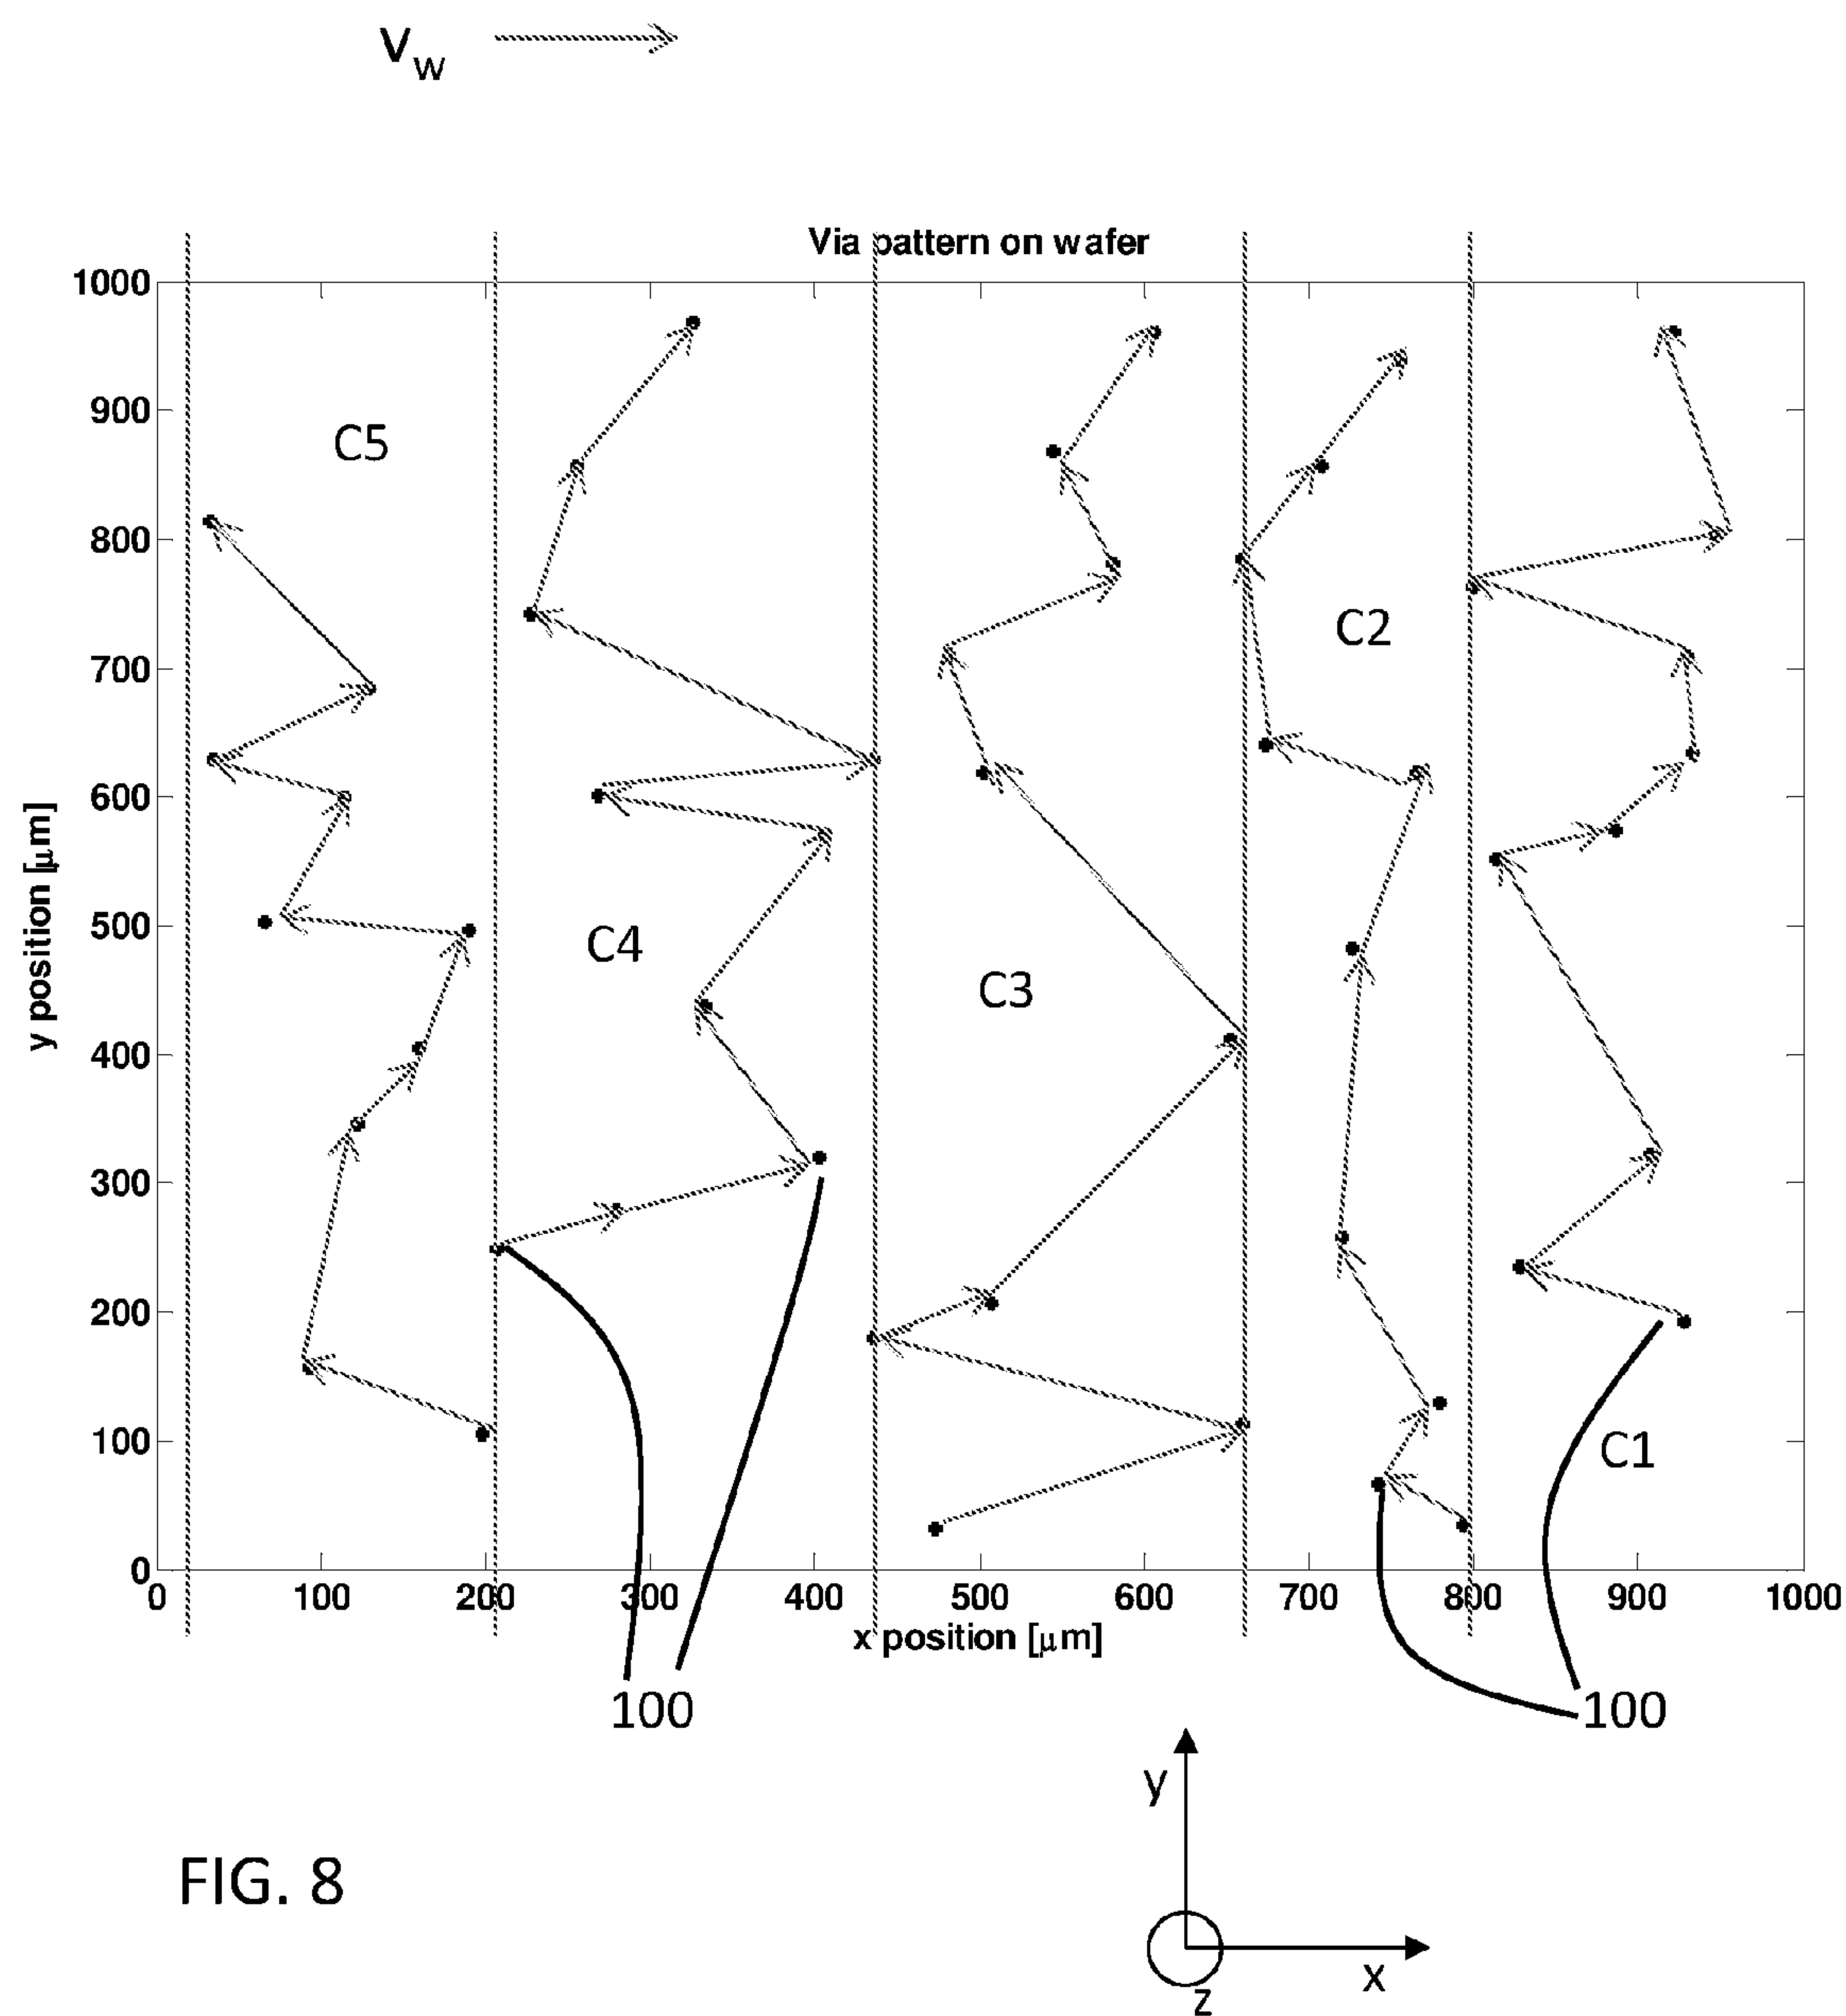 Vw
Via pattern on wafer
1000
900
800
700
600
500
400
300
200
100
0
y position [μm]
C5
C2
C4
C3
C1
0 100 200 300 400 500 600 700 800 900 1000
x position [μm]
100 100
y
x
z
FIG. 8